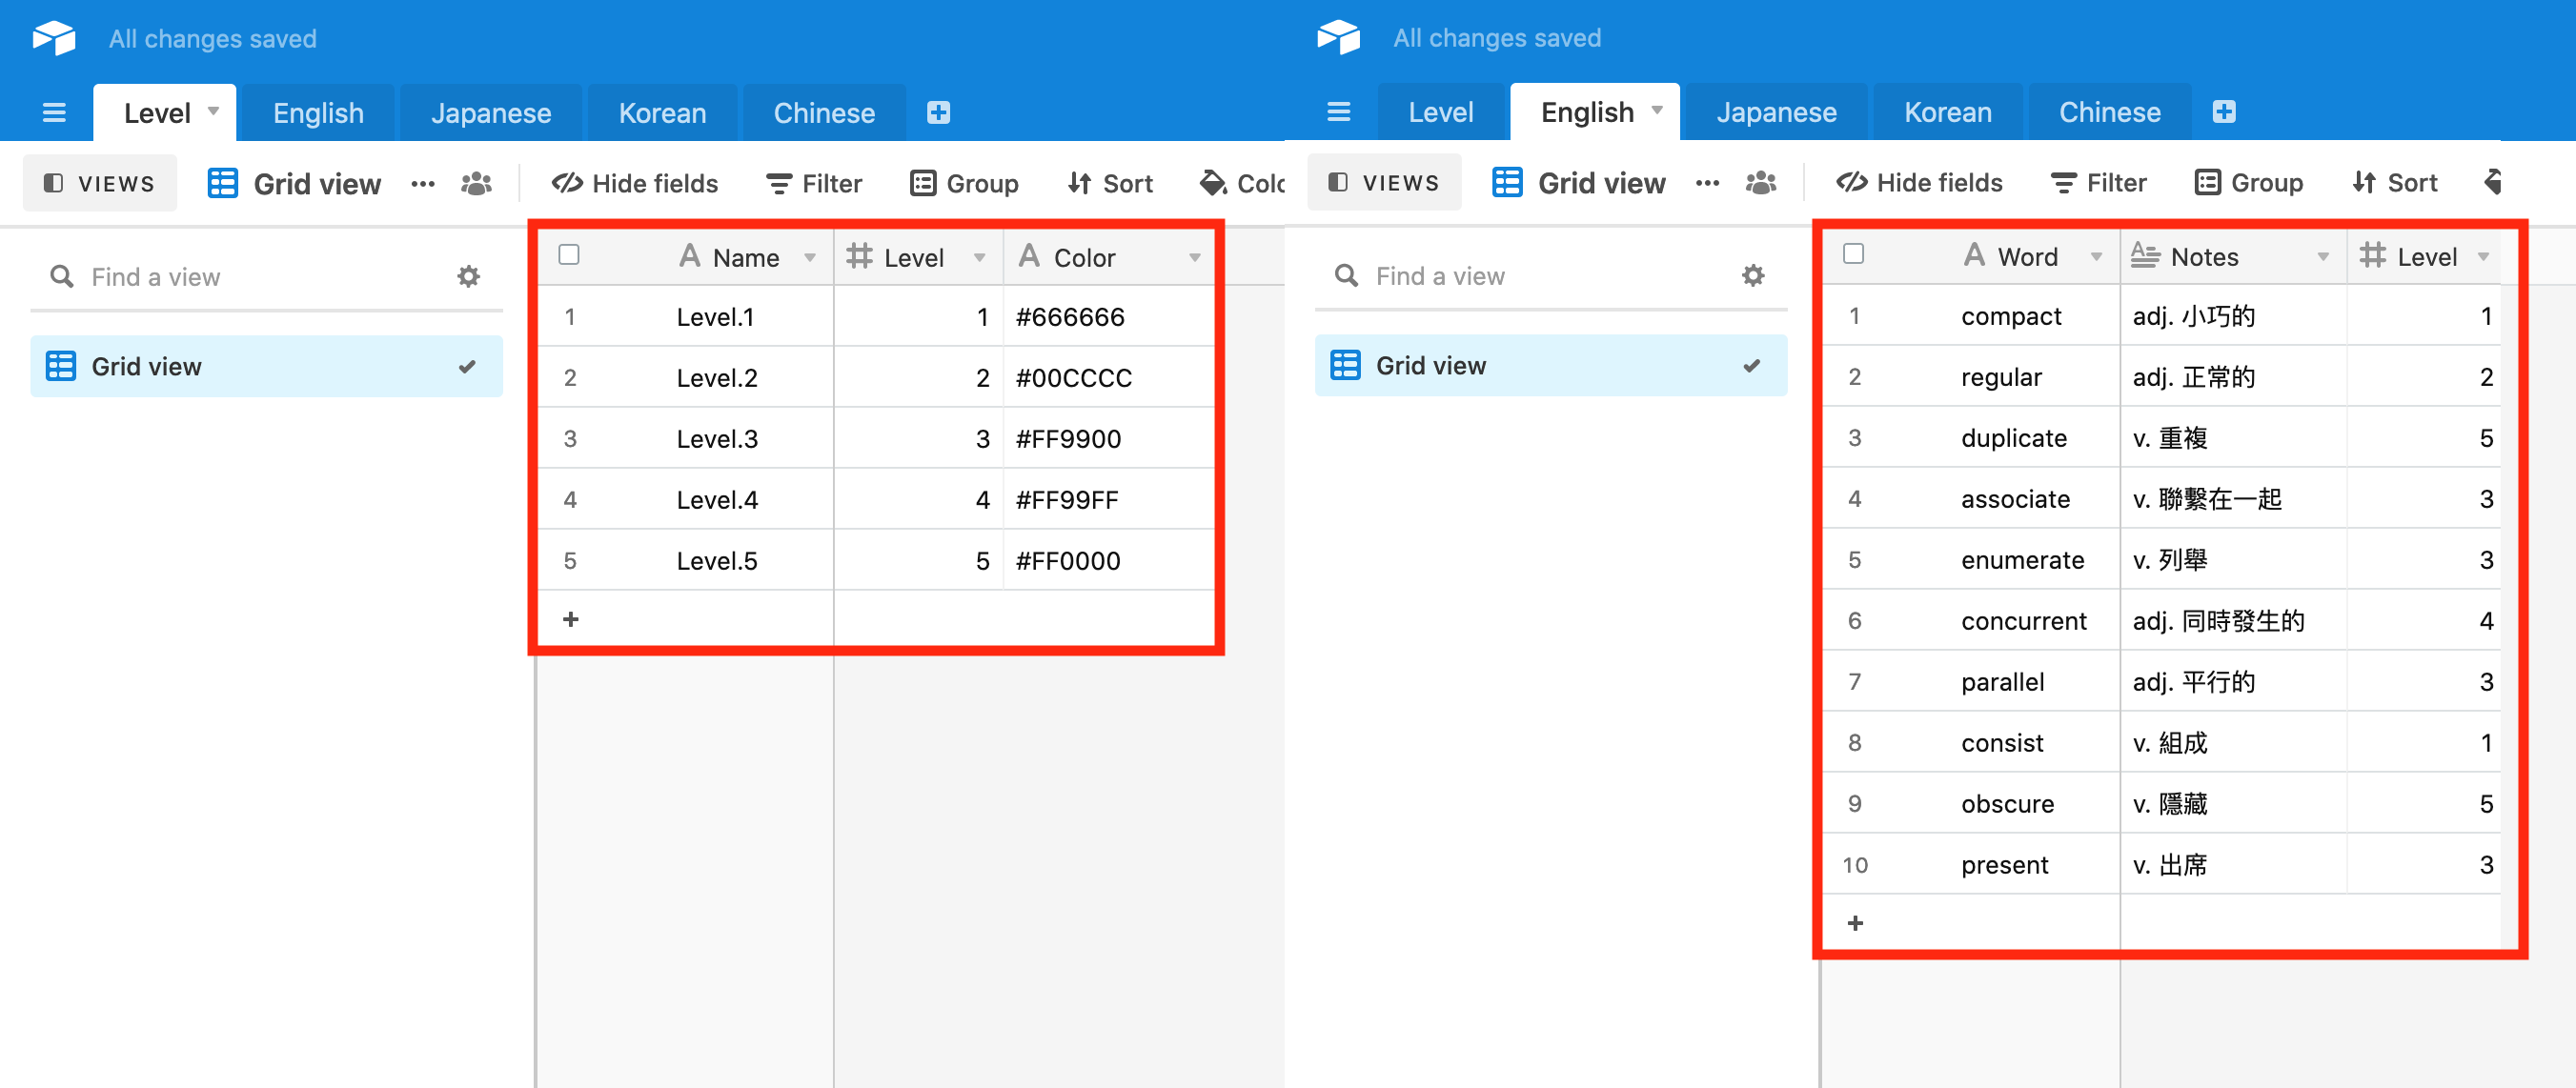 All changes saved
Level English Japanese Korean Chinese
VIEWS Grid view Hide fields Filter Group Sort Colo
Find a view
Grid view
Name Level Color
1 Level.1 1 #666666
2 Level.2 2 #00CCCC
3 Level.3 3 #FF9900
4 Level.4 4 #FF99FF
5 Level.5 5 #FF0000
+
All changes saved
Level English Japanese Korean Chinese
VIEWS Grid view Hide fields Filter Group Sort
Find a view
Grid view
Word Notes Level
1 compact adj. 小巧的 1
2 regular adj. 正常的 2
3 duplicate v. 重複 5
4 associate v. 聯繫在一起 3
5 enumerate v. 列舉 3
6 concurrent adj. 同時發生的 4
7 parallel adj. 平行的 3
8 consist v. 組成 1
9 obscure v. 隱藏 5
10 present v. 出席 3
+